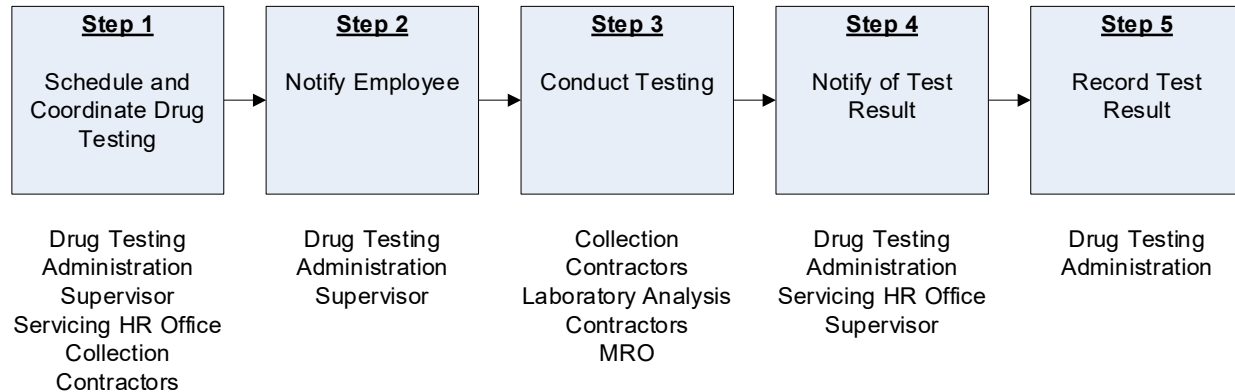 Step 1
Schedule and
Coordinate Drug
Testing
Step 2
Notify Employee
Step 3
Conduct Testing
Step 4
Notify of Test
Result
Step 5
Record Test
Result
Drug Testing
Administration
Supervisor
Servicing HR Office
Collection
Contractors
Drug Testing
Administration
Supervisor
Collection
Contractors
Laboratory Analysis
Contractors
MRO
Drug Testing
Administration
Servicing HR Office
Supervisor
Drug Testing
Administration